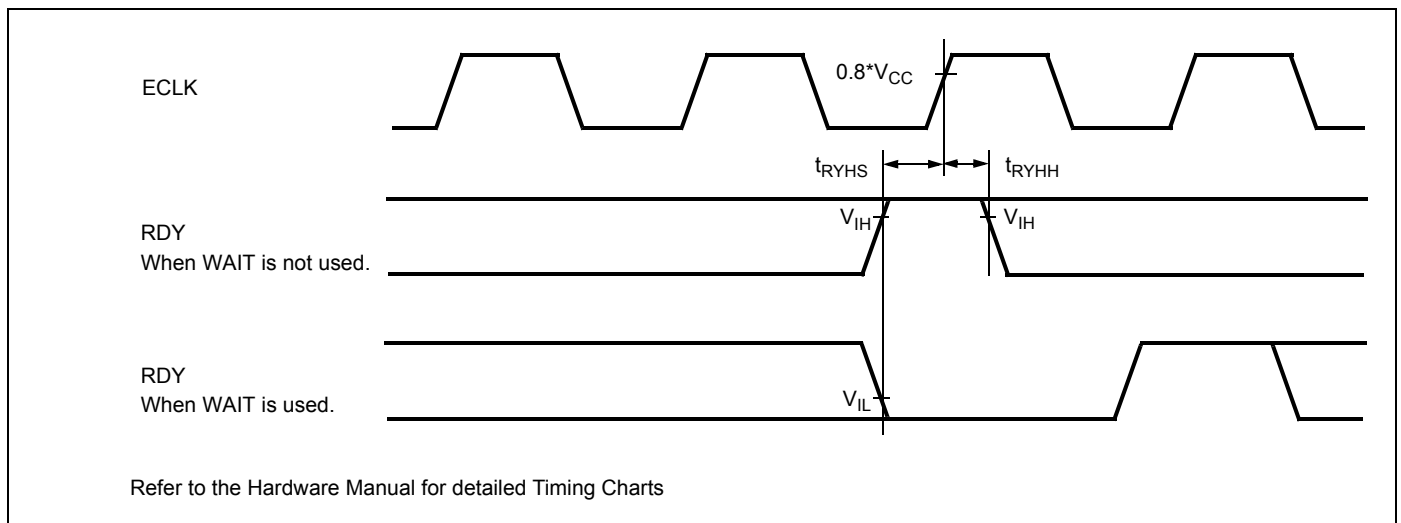 ECLK
0.8*VCC
tRYHS
tRYHH
RDY
When WAIT is not used.
VIH
VIH
RDY
When WAIT is used.
VIL
Refer to the Hardware Manual for detailed Timing Charts